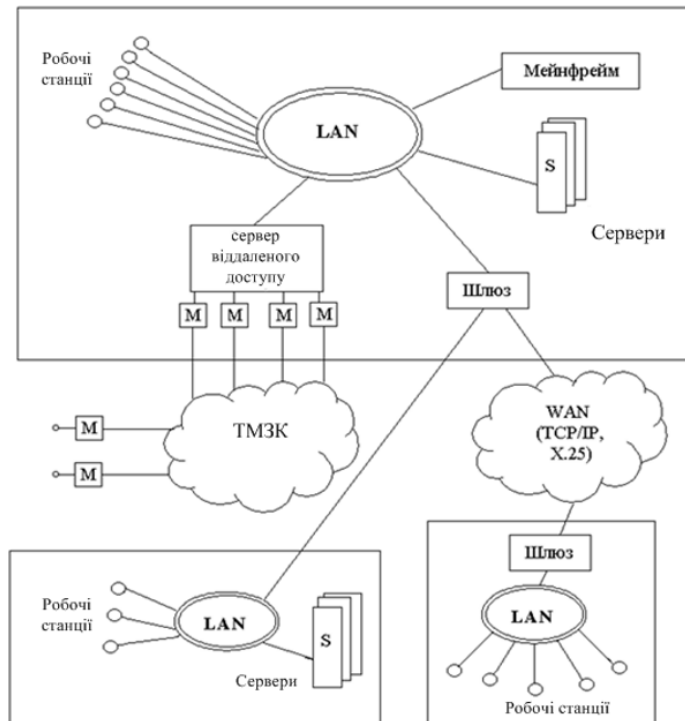 Робочі
станції
LAN
Мейнфрейм
S
Сервери
сервер
віддаленого
доступу
М М М М
Шлюз
ТМЗК
М
М
WAN
(TCP/IP,
X.25)
Робочі
станції
LAN
S
Сервери
Шлюз
LAN
Робочі станції